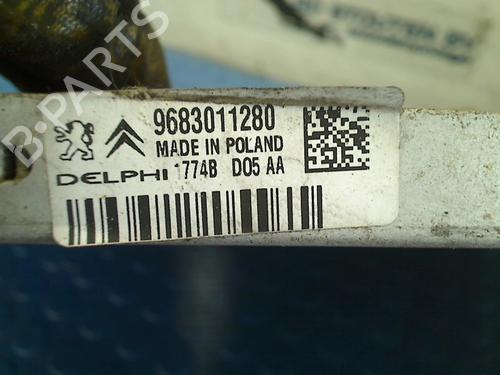 9683011280
MADE IN POLAND
DELPHI 1774B D05 AA
B-PARTS